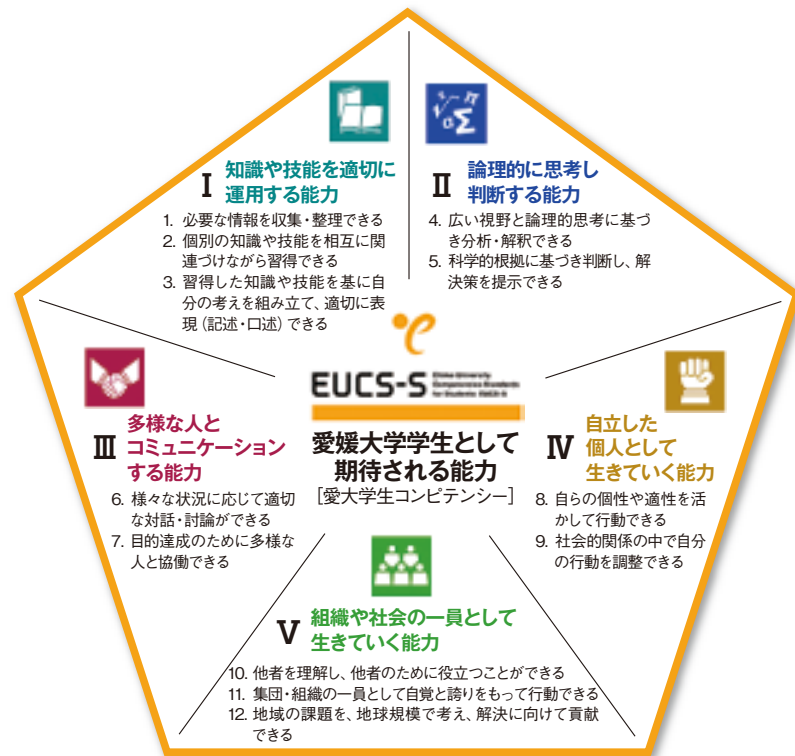 I 知識や技能を適切に
運用する能力
1. 必要な情報を収集・整理できる
2. 個別の知識や技能を相互に関
連づけながら習得できる
3. 習得した知識や技能を基に自
分の考えを組み立て、適切に表
現（記述・口述）できる
II 論理的に思考し
判断する能力
4. 広い視野と論理的思考に基づ
き分析・解釈できる
5. 科学的根拠に基づき判断し、解
決策を提示できる
EUCS-S
Ehime University
Competencies Standards
for Students: EUCS-S
愛媛大学学生として
期待される能力
［愛大学生コンピテンシー］
III 多様な人と
コミュニケーション
する能力
6. 様々な状況に応じて適切
な対話・討論ができる
7. 目的達成のために多様な
人と協働できる
IV 自立した
個人として
生きていく能力
8. 自らの個性や適性を活
かして行動できる
9. 社会的関係の中で自分
の行動を調整できる
V 組織や社会の一員として
生きていく能力
10. 他者を理解し、他者のために役立つことができる
11. 集団・組織の一員として自覚と誇りをもって行動できる
12. 地域の課題を、地球規模で考え、解決に向けて貢献
できる